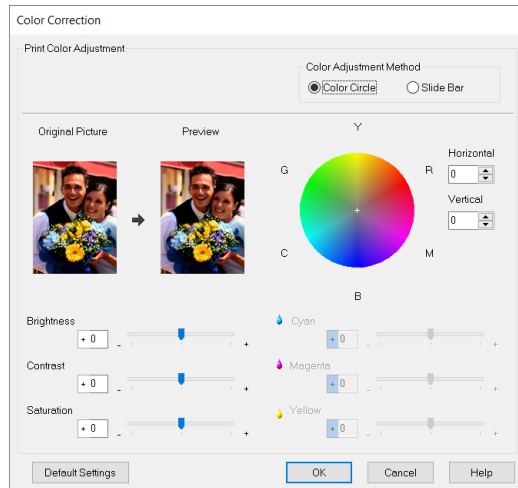 Color Correction
Print Color Adjustment
Color Adjustment Method
Color Circle Slide Bar
Original Picture Preview
Y
G R
C M
B
Horizontal
0
Vertical
0
Brightness
+ 0 - +
Contrast
+ 0 - +
Saturation
+ 0 - +
Cyan
+ 0 - +
Magenta
+ 0 - +
Yellow
+ 0 - +
Default Settings OK Cancel Help